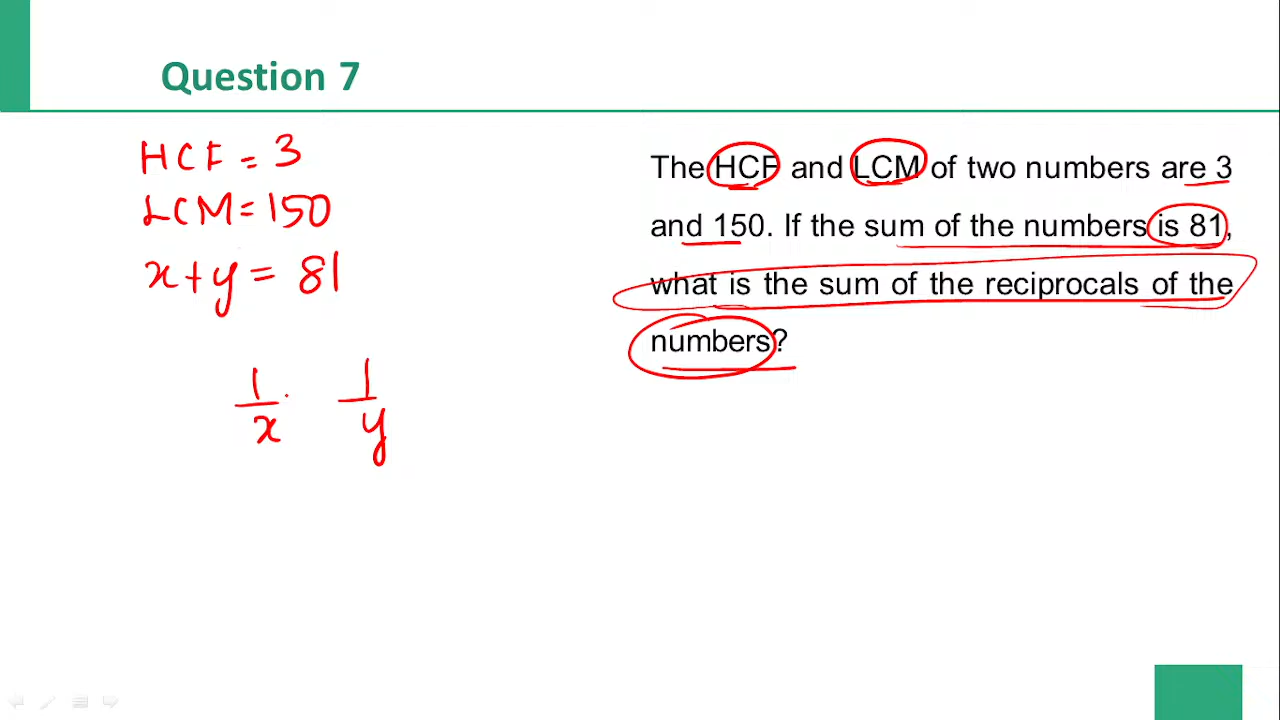 Question 7
HCF = 3
LCM = 150
x + y = 81
1/x 1/y
The HCF and LCM of two numbers are 3
and 150. If the sum of the numbers is 81,
what is the sum of the reciprocals of the
numbers?